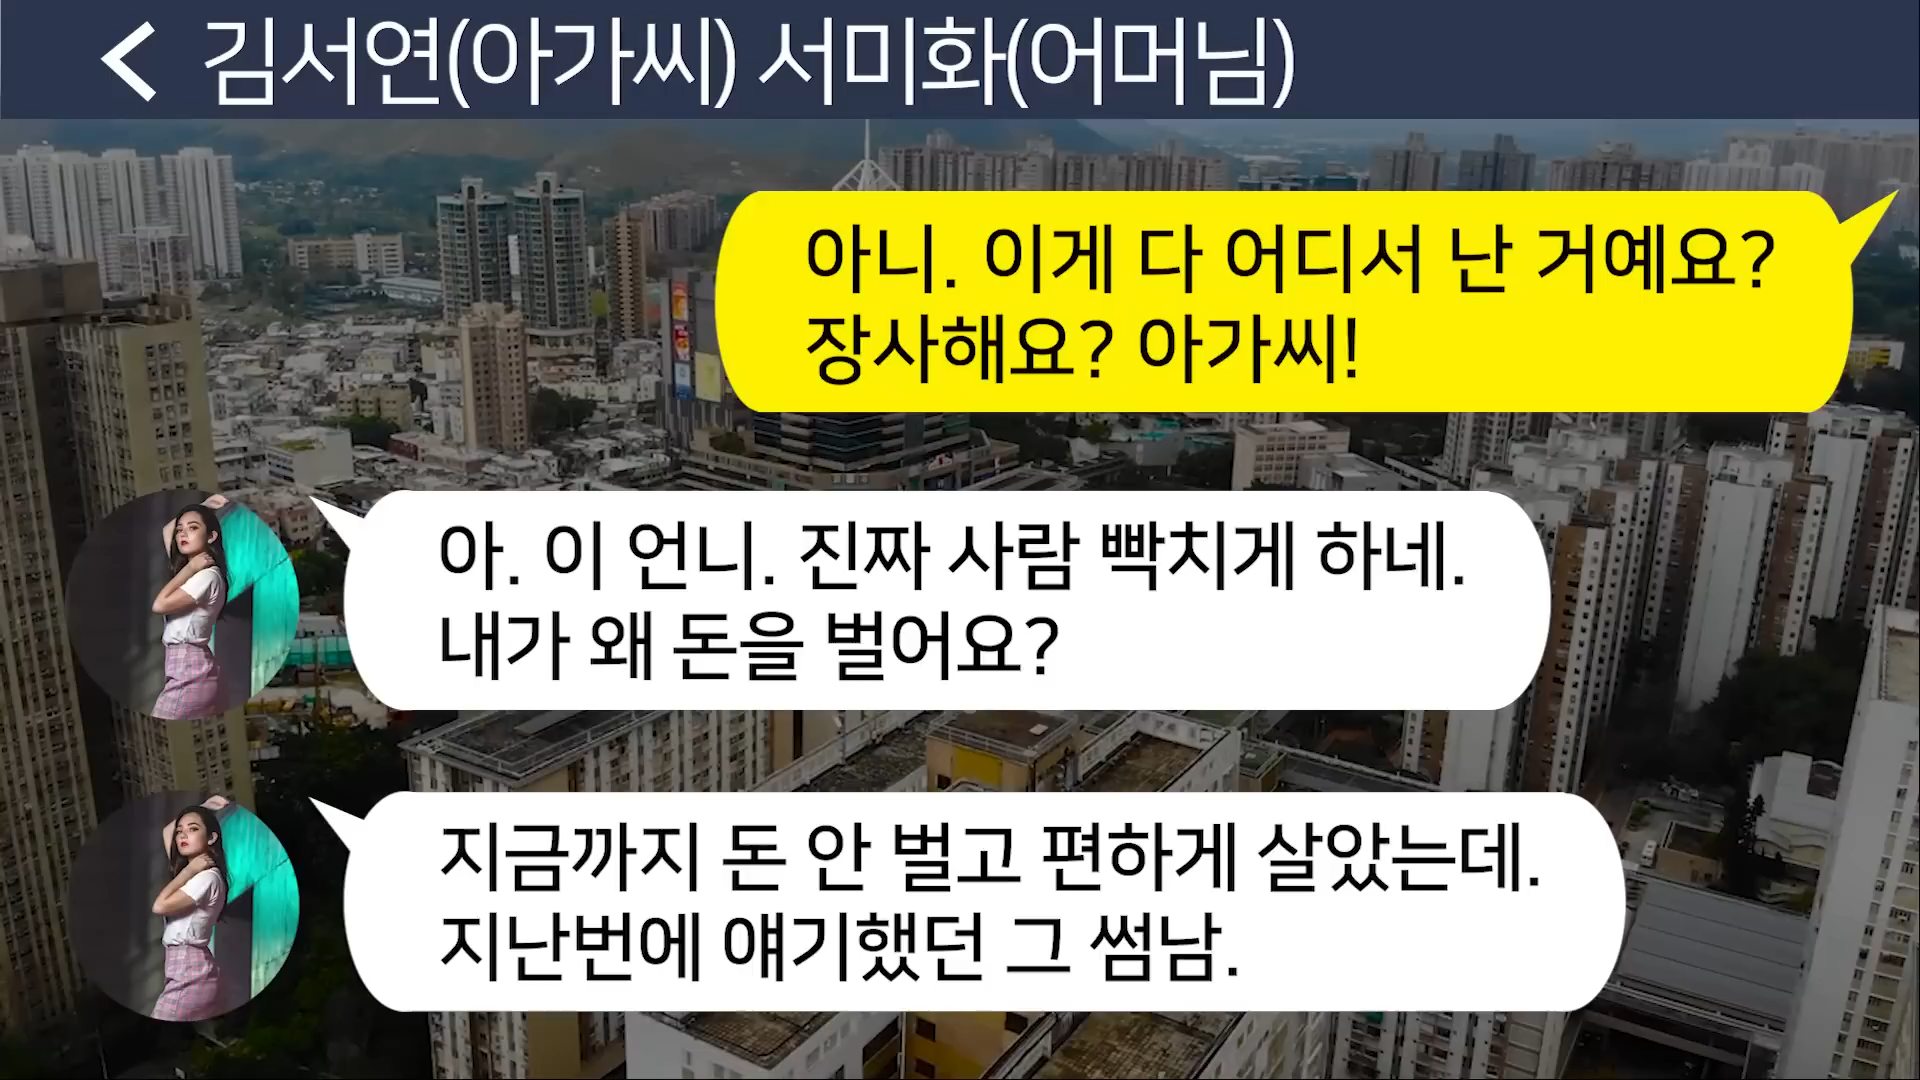 김서연(아가씨) 서미화(어머님)
아니. 이게 다 어디서 난 거예요?
장사해요? 아가씨!
아. 이 언니. 진짜 사람 빡치게 하네.
내가 왜 돈을 벌어요?
지금까지 돈 안 벌고 편하게 살았는데.
지난번에 얘기했던 그 썸남.